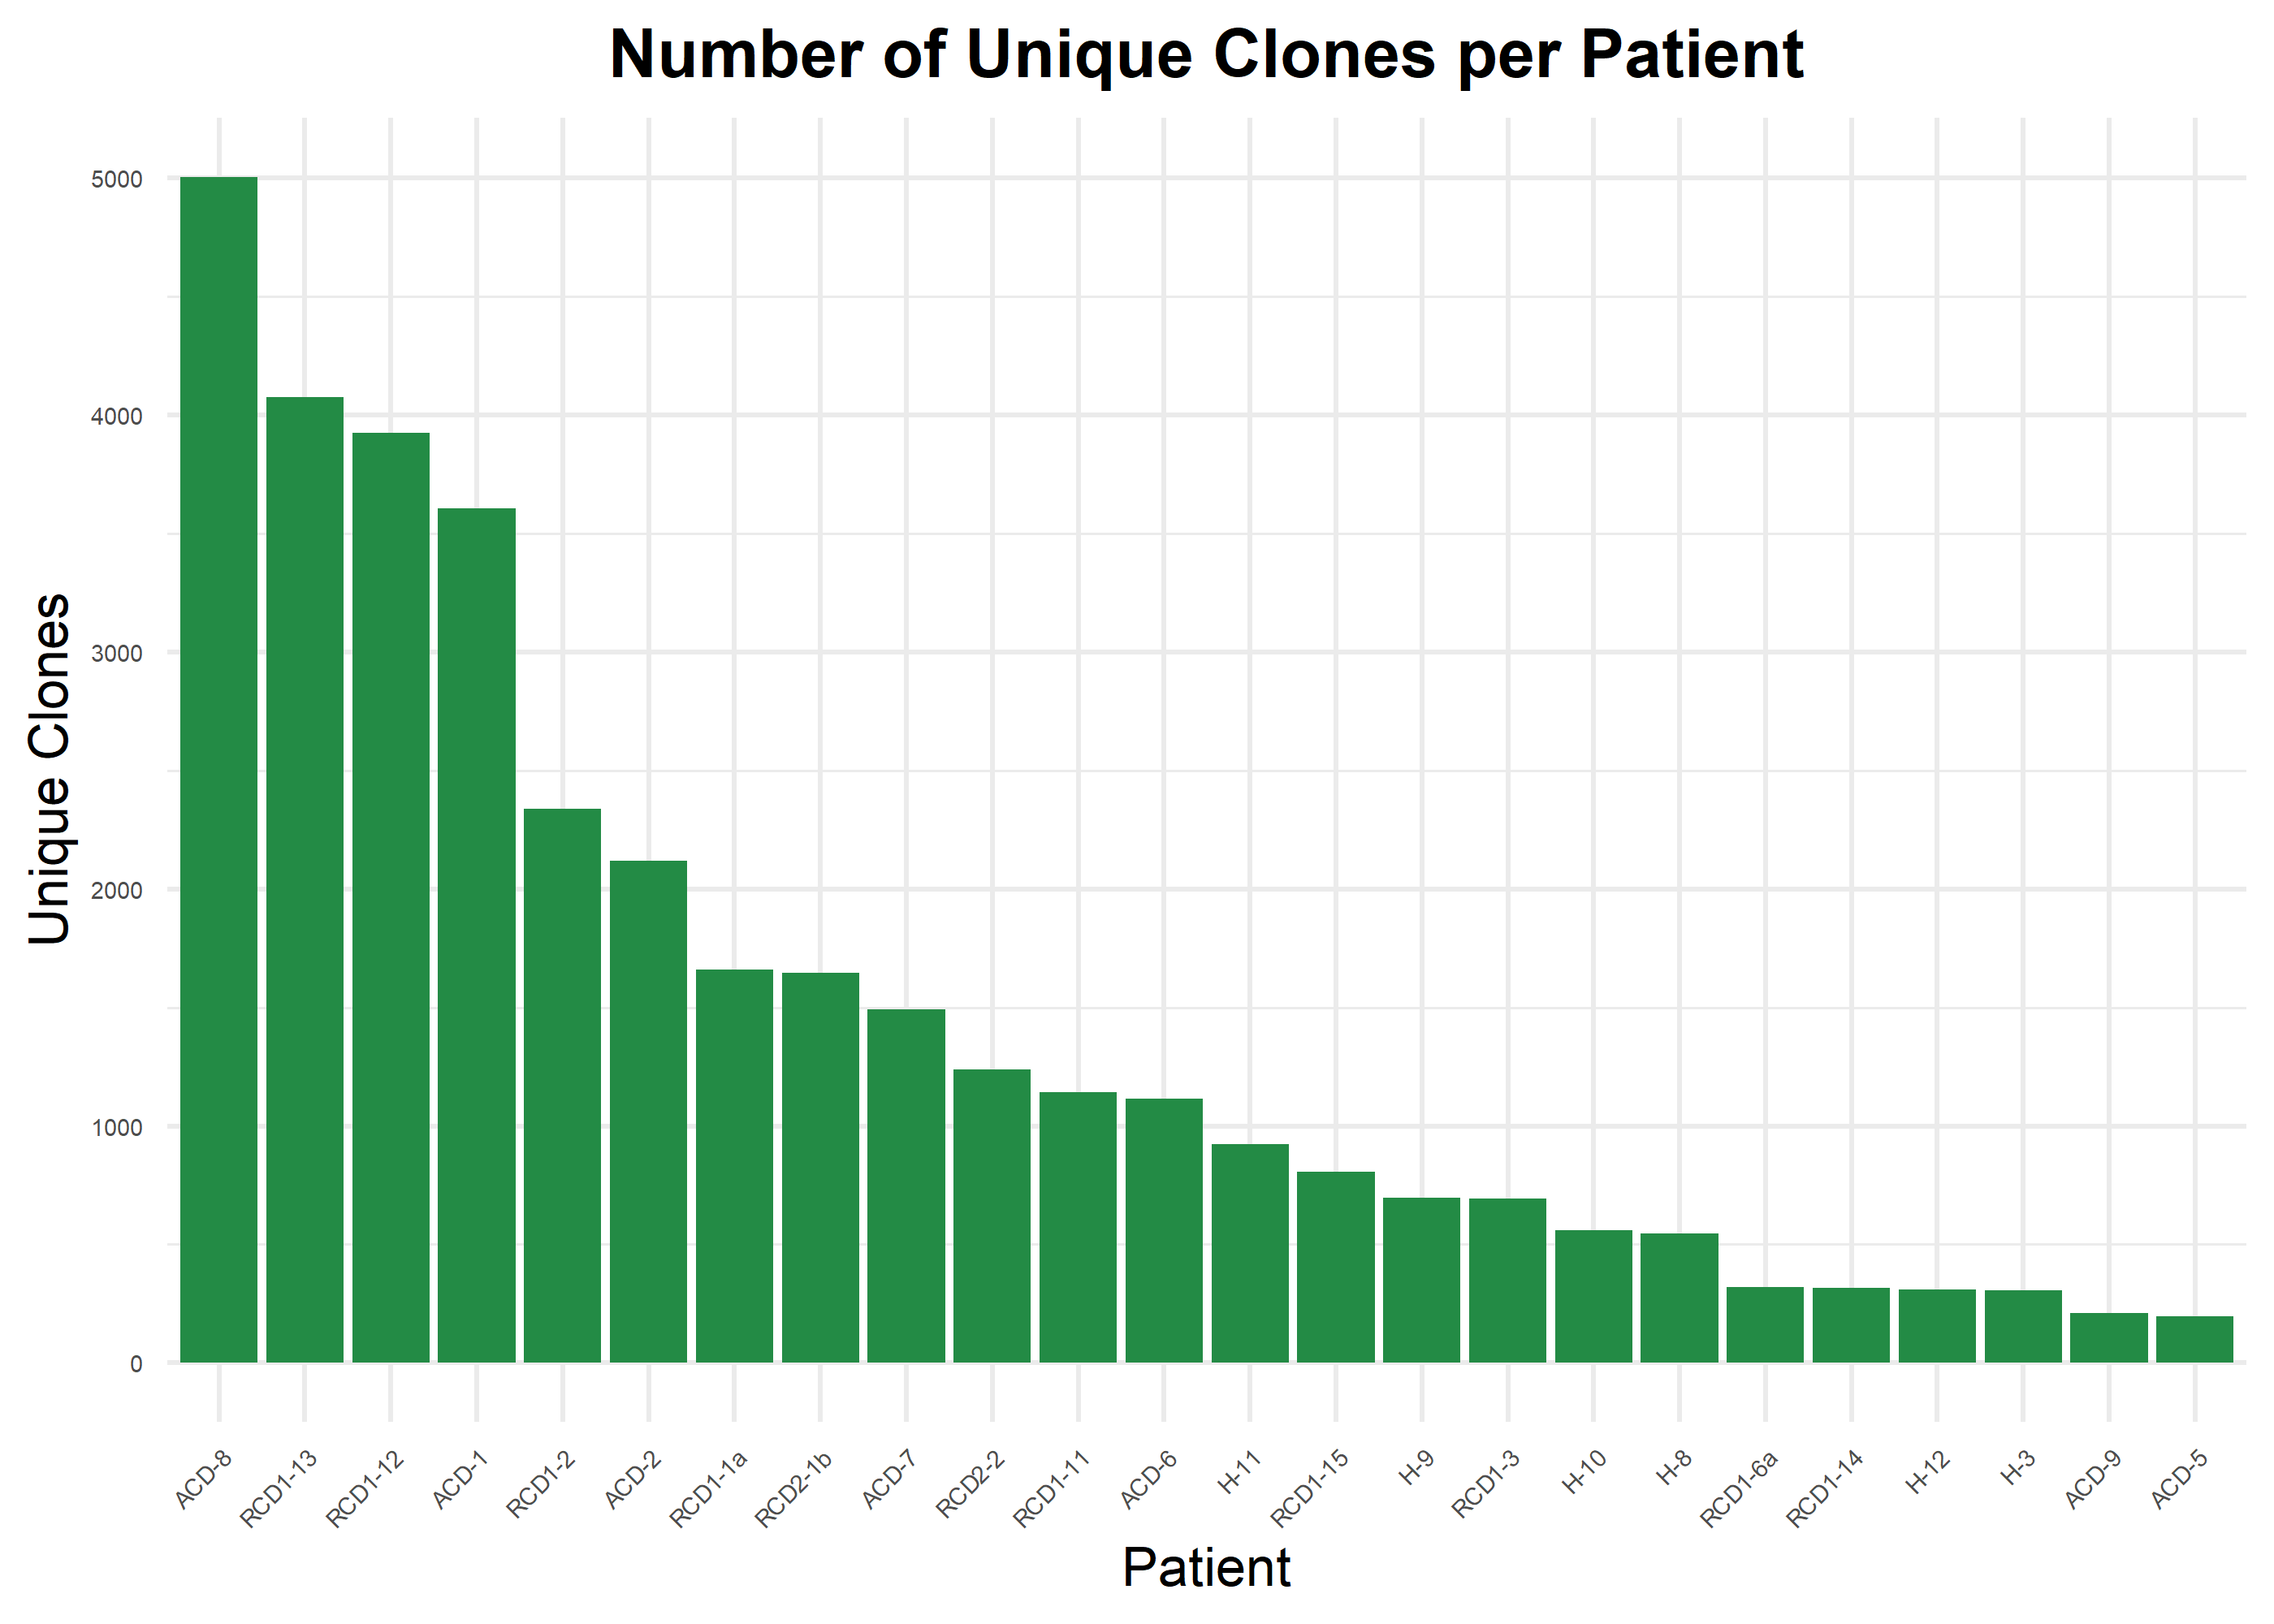 Number of Unique Clones per Patient
Unique Clones
5000
4000
3000
2000
1000
0
ACD-8
RCD1-13
RCD1-12
ACD-1
RCD1-2
ACD-2
RCD1-1a
RCD2-1b
ACD-7
RCD2-2
RCD1-11
ACD-6
H-11
RCD1-15
H-9
RCD1-3
H-10
H-8
RCD1-6a
RCD1-14
H-12
H-3
ACD-9
ACD-5
Patient